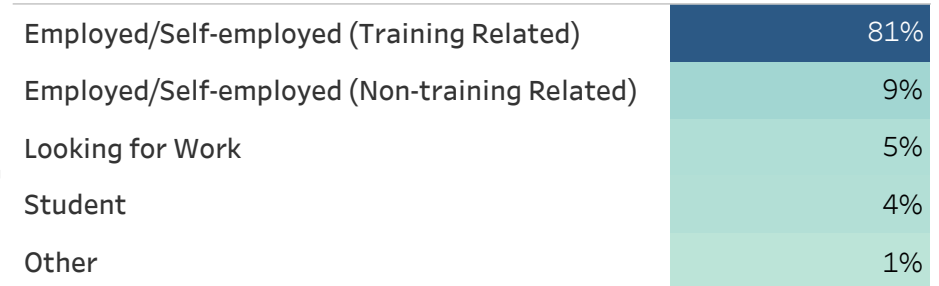 Employed/Self-employed (Training Related) 81%
Employed/Self-employed (Non-training Related) 9%
Looking for Work 5%
Student 4%
Other 1%